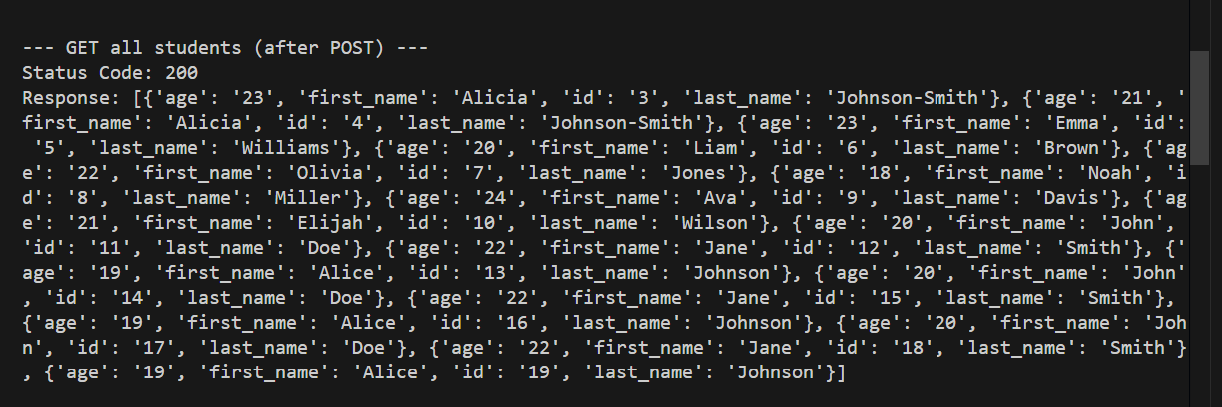 --- GET all students (after POST) ---
Status Code: 200
Response: [{'age': '23', 'first_name': 'Alicia', 'id': '3', 'last_name': 'Johnson-Smith'}, {'age': '21', '
first_name': 'Alicia', 'id': '4', 'last_name': 'Johnson-Smith'}, {'age': '23', 'first_name': 'Emma', 'id':
 '5', 'last_name': 'Williams'}, {'age': '20', 'first_name': 'Liam', 'id': '6', 'last_name': 'Brown'}, {'ag
e': '22', 'first_name': 'Olivia', 'id': '7', 'last_name': 'Jones'}, {'age': '18', 'first_name': 'Noah', 'i
d': '8', 'last_name': 'Miller'}, {'age': '24', 'first_name': 'Ava', 'id': '9', 'last_name': 'Davis'}, {'ag
e': '21', 'first_name': 'Elijah', 'id': '10', 'last_name': 'Wilson'}, {'age': '20', 'first_name': 'John',
'id': '11', 'last_name': 'Doe'}, {'age': '22', 'first_name': 'Jane', 'id': '12', 'last_name': 'Smith'}, {'
age': '19', 'first_name': 'Alice', 'id': '13', 'last_name': 'Johnson'}, {'age': '20', 'first_name': 'John'
, 'id': '14', 'last_name': 'Doe'}, {'age': '22', 'first_name': 'Jane', 'id': '15', 'last_name': 'Smith'},
{'age': '19', 'first_name': 'Alice', 'id': '16', 'last_name': 'Johnson'}, {'age': '20', 'first_name': 'Joh
n', 'id': '17', 'last_name': 'Doe'}, {'age': '22', 'first_name': 'Jane', 'id': '18', 'last_name': 'Smith'}
, {'age': '19', 'first_name': 'Alice', 'id': '19', 'last_name': 'Johnson'}]